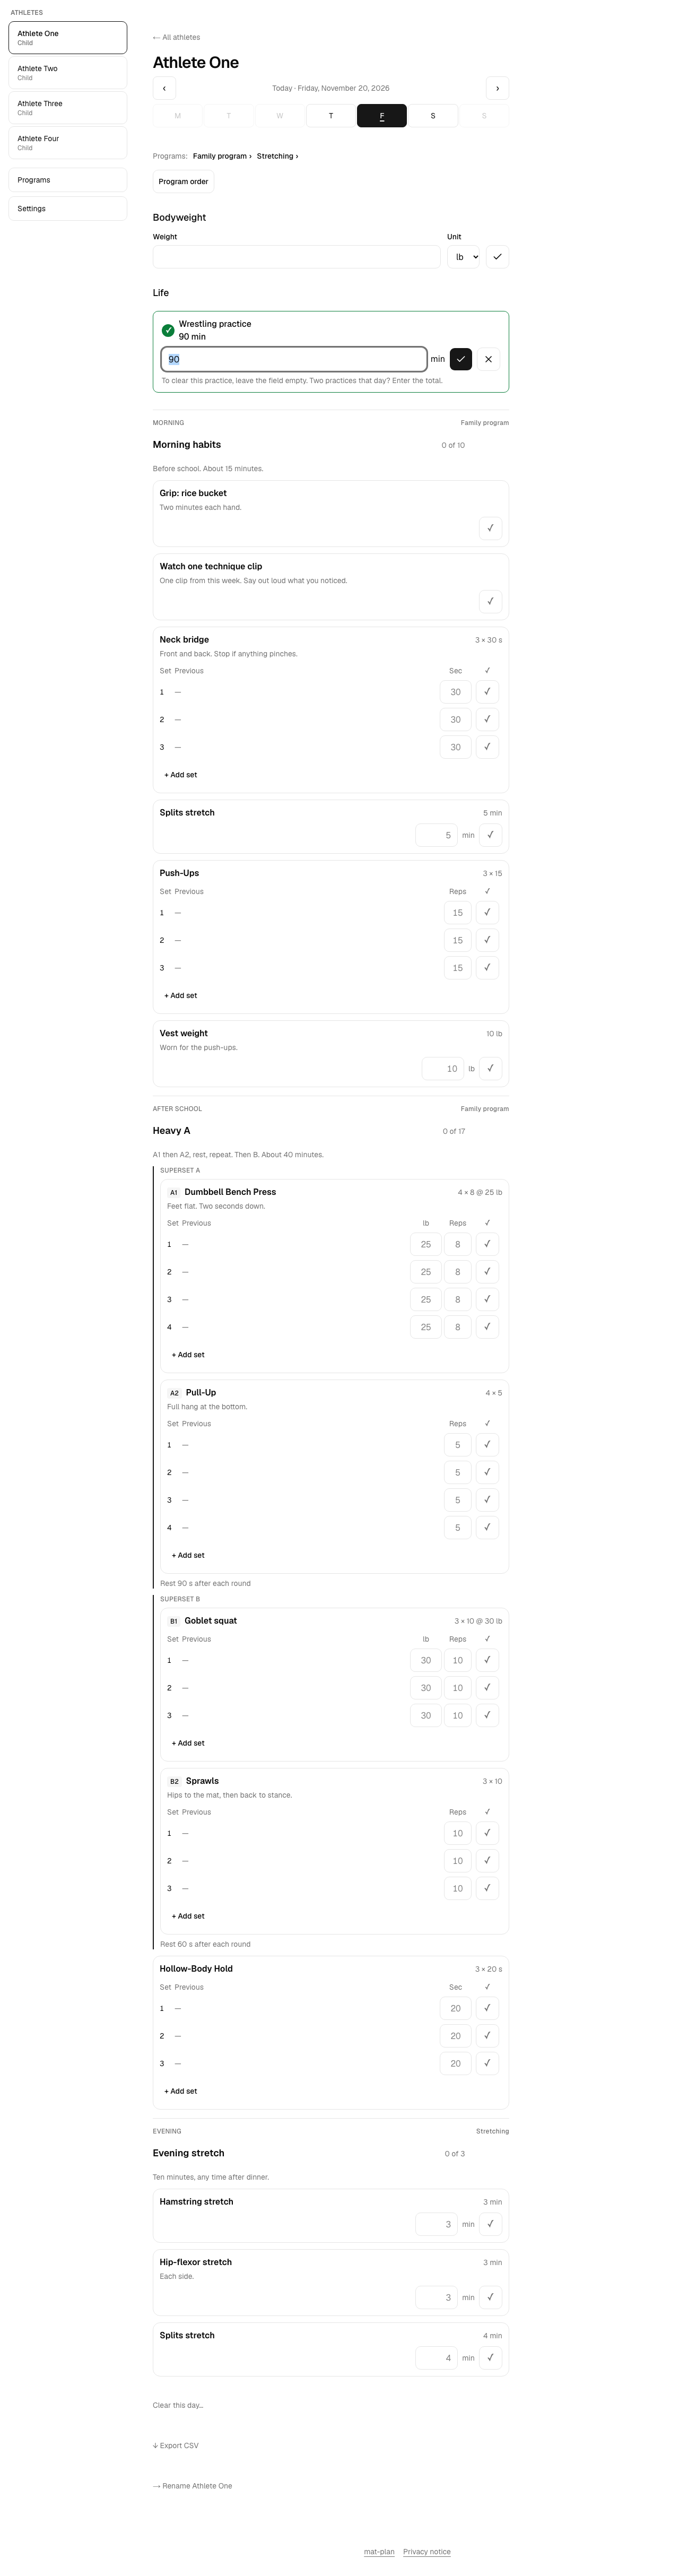 ATHLETES
Athlete One
Child
Athlete Two
Child
Athlete Three
Child
Athlete Four
Child
Programs
Settings
← All athletes
Athlete One
‹ Today · Friday, November 20, 2026 ›
M T W T F S S
Programs: Family program › Stretching ›
Program order
Bodyweight
Weight Unit
lb ✓
Life
✓ Wrestling practice
90 min
90 min ✓ ✕
To clear this practice, leave the field empty. Two practices that day? Enter the total.
MORNING Family program
Morning habits 0 of 10
Before school. About 15 minutes.
Grip: rice bucket
Two minutes each hand.
✓
Watch one technique clip
One clip from this week. Say out loud what you noticed.
✓
Neck bridge 3 × 30 s
Front and back. Stop if anything pinches.
Set Previous Sec ✓
1 — 30 ✓
2 — 30 ✓
3 — 30 ✓
+ Add set
Splits stretch 5 min
5 min ✓
Push-Ups 3 × 15
Set Previous Reps ✓
1 — 15 ✓
2 — 15 ✓
3 — 15 ✓
+ Add set
Vest weight 10 lb
Worn for the push-ups.
10 lb ✓
AFTER SCHOOL Family program
Heavy A 0 of 17
A1 then A2, rest, repeat. Then B. About 40 minutes.
SUPERSET A
A1 Dumbbell Bench Press 4 × 8 @ 25 lb
Feet flat. Two seconds down.
Set Previous lb Reps ✓
1 — 25 8 ✓
2 — 25 8 ✓
3 — 25 8 ✓
4 — 25 8 ✓
+ Add set
A2 Pull-Up 4 × 5
Full hang at the bottom.
Set Previous Reps ✓
1 — 5 ✓
2 — 5 ✓
3 — 5 ✓
4 — 5 ✓
+ Add set
Rest 90 s after each round
SUPERSET B
B1 Goblet squat 3 × 10 @ 30 lb
Set Previous lb Reps ✓
1 — 30 10 ✓
2 — 30 10 ✓
3 — 30 10 ✓
+ Add set
B2 Sprawls 3 × 10
Hips to the mat, then back to stance.
Set Previous Reps ✓
1 — 10 ✓
2 — 10 ✓
3 — 10 ✓
+ Add set
Rest 60 s after each round
Hollow-Body Hold 3 × 20 s
Set Previous Sec ✓
1 — 20 ✓
2 — 20 ✓
3 — 20 ✓
+ Add set
EVENING Stretching
Evening stretch 0 of 3
Ten minutes, any time after dinner.
Hamstring stretch 3 min
3 min ✓
Hip-flexor stretch 3 min
Each side.
3 min ✓
Splits stretch 4 min
4 min ✓
Clear this day…
↓ Export CSV
→ Rename Athlete One
mat-plan Privacy notice